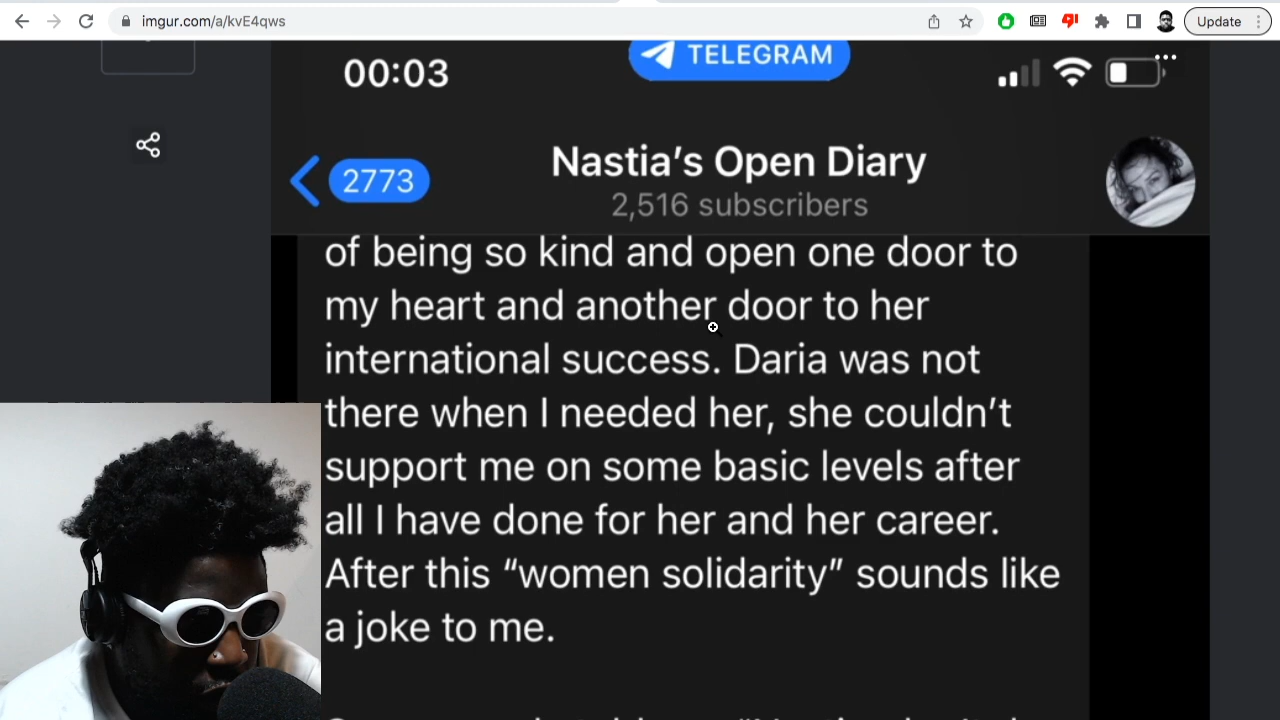 imgur.com/a/kvE4qws
Update
00:03
TELEGRAM
2773
Nastia’s Open Diary
2,516 subscribers
of being so kind and open one door to
my heart and another door to her
international success. Daria was not
there when I needed her, she couldn’t
support me on some basic levels after
all I have done for her and her career.
After this “women solidarity” sounds like
a joke to me.